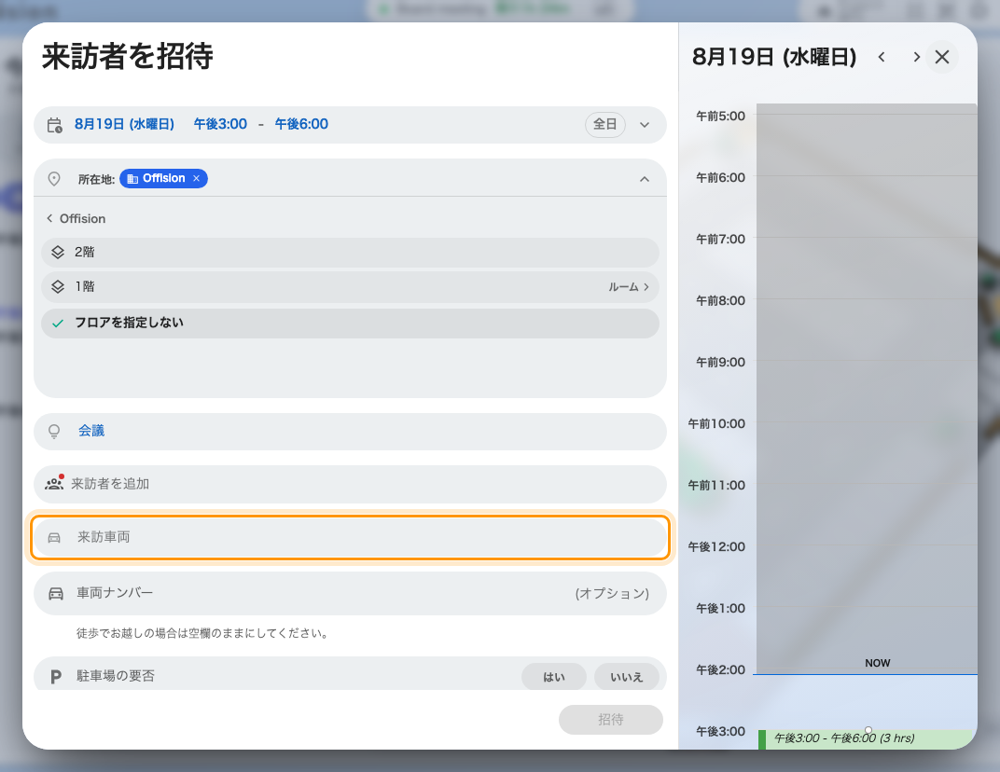 来訪者を招待
8月19日 (水曜日) 午後3:00 - 午後6:00 全日
所在地: Offision ×
Offision
2階
1階 ルーム
フロアを指定しない
会議
来訪者を追加
来訪車両
車両ナンバー (オプション)
徒歩でお越しの場合は空欄のままにしてください。
P 駐車場の要否 はい いいえ
招待
8月19日 (水曜日)
午前5:00
午前6:00
午前7:00
午前8:00
午前9:00
午前10:00
午前11:00
午後12:00
午後1:00
NOW
午後2:00
午後3:00
午後3:00 - 午後6:00 (3 hrs)